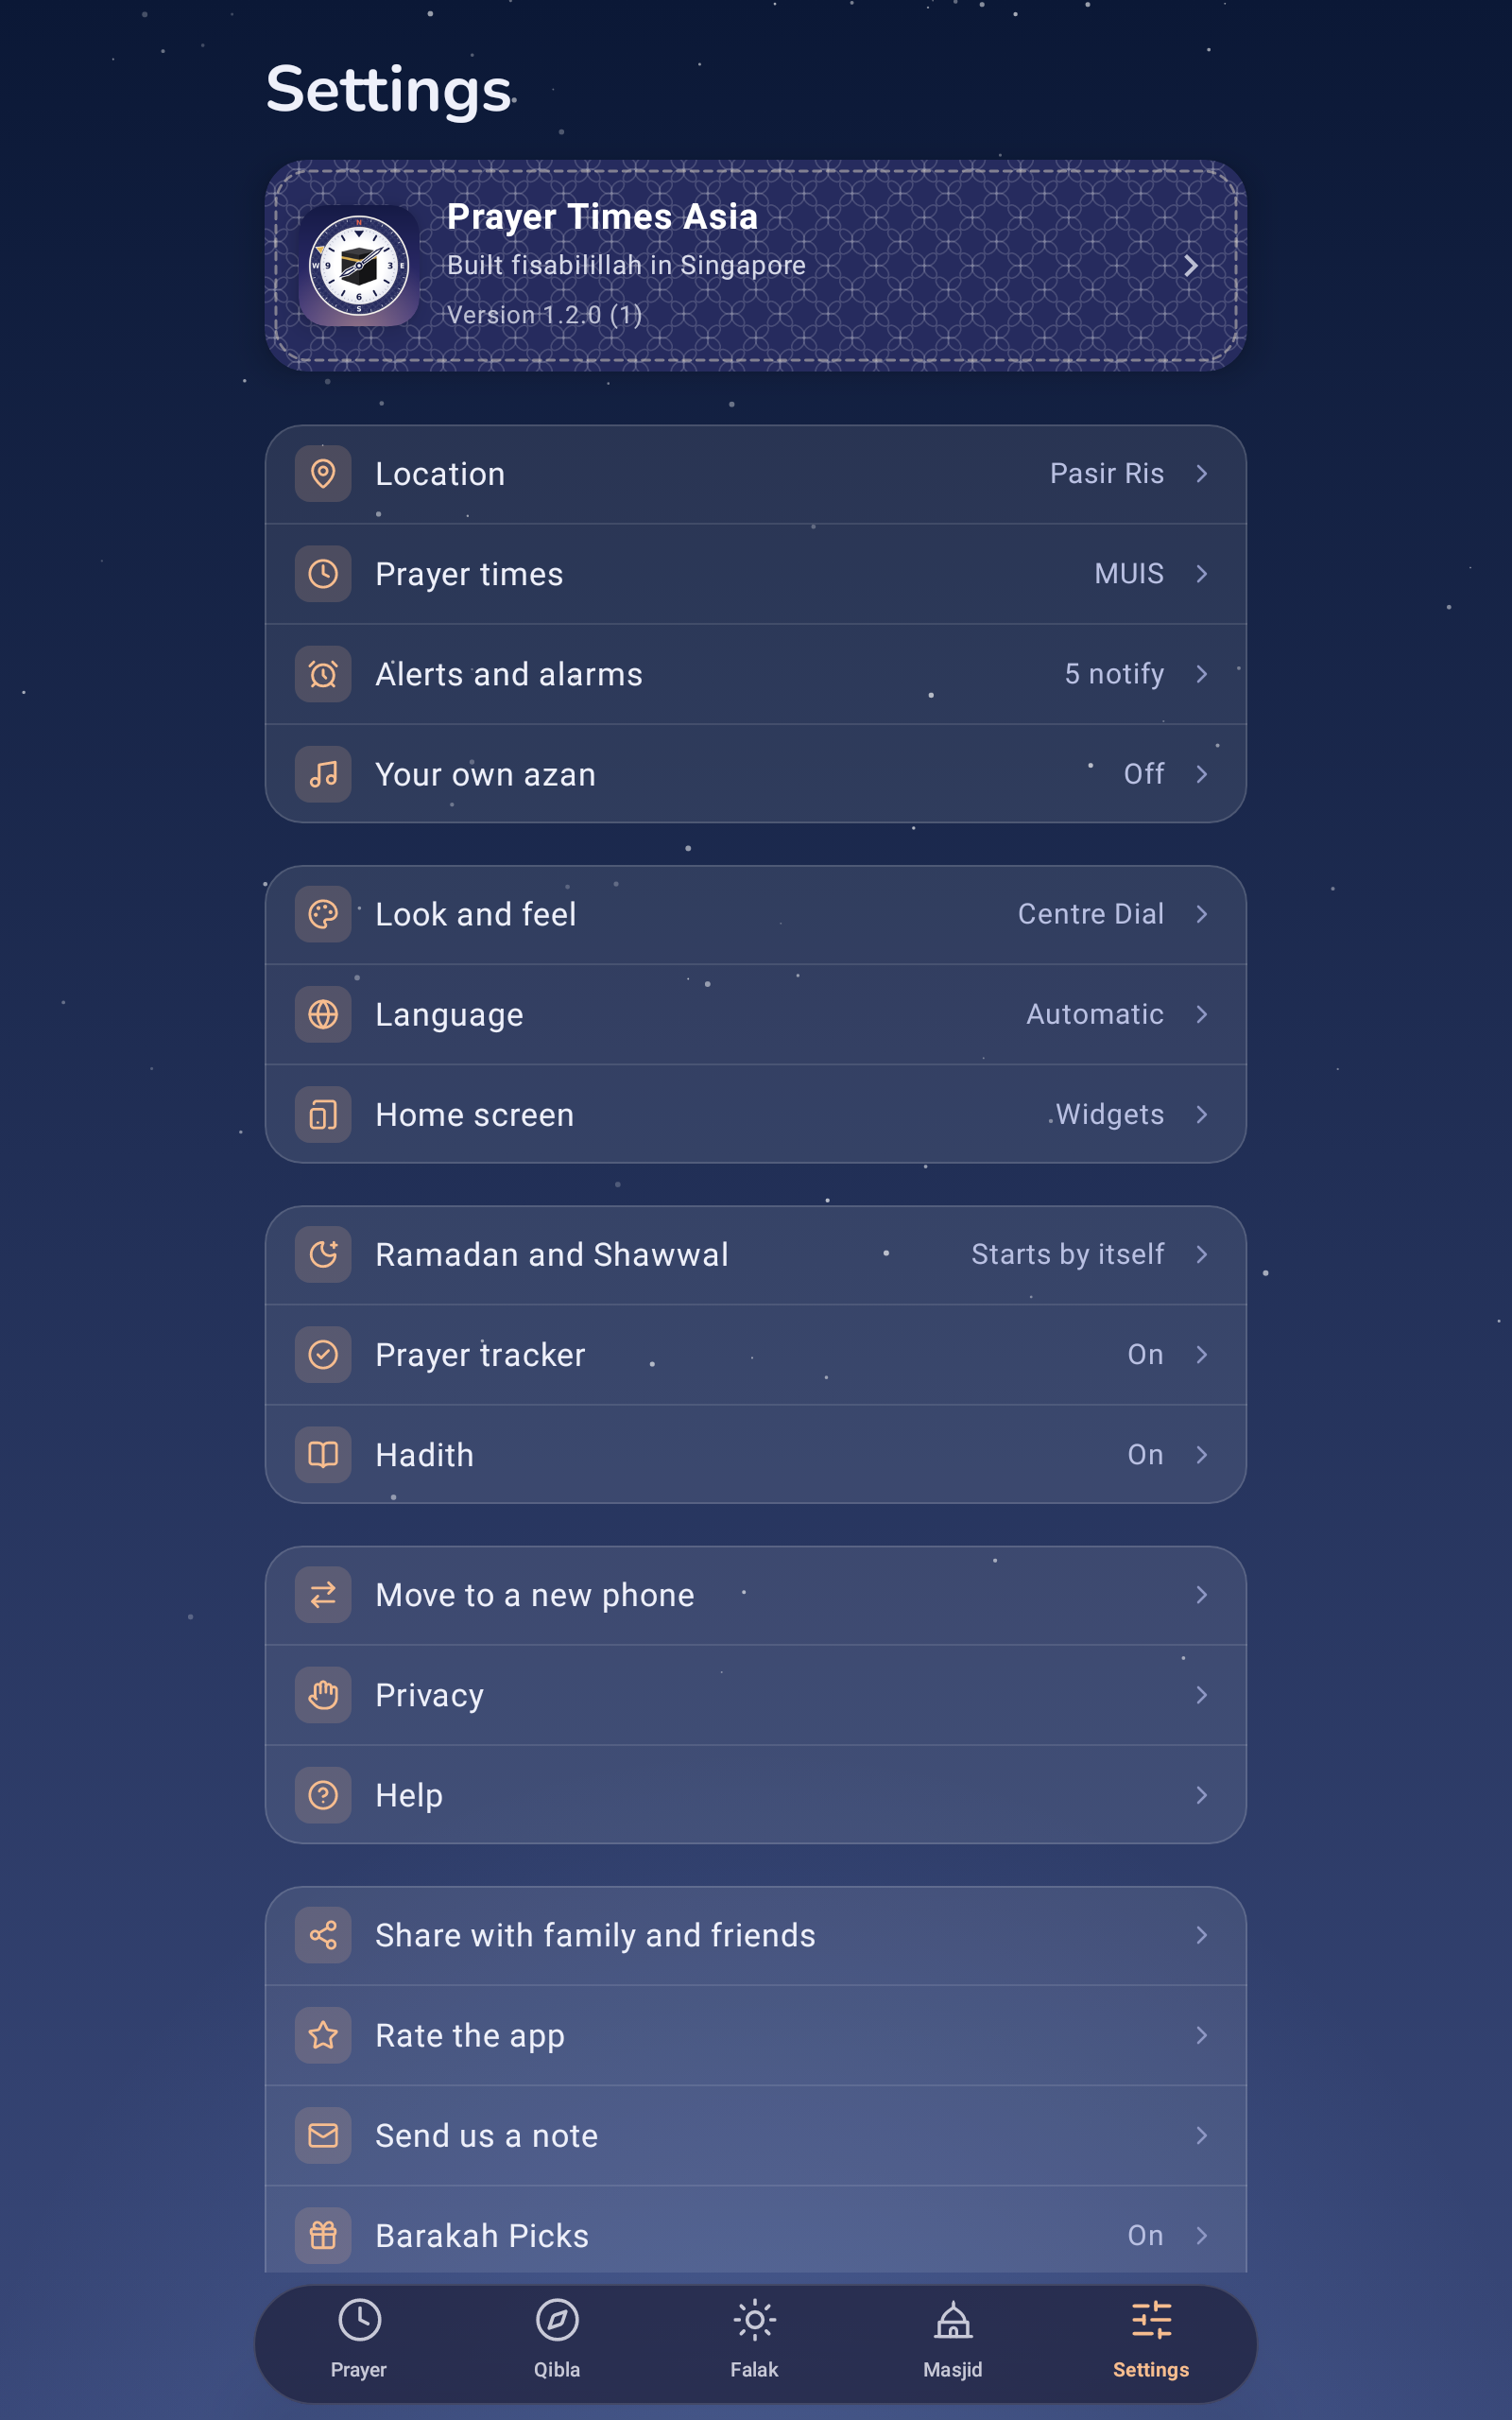 Settings
Prayer Times Asia
Built fisabilillah in Singapore
Version 1.2.0 (1)
Location Pasir Ris
Prayer times MUIS
Alerts and alarms 5 notify
Your own azan Off
Look and feel Centre Dial
Language Automatic
Home screen Widgets
Ramadan and Shawwal Starts by itself
Prayer tracker On
Hadith On
Move to a new phone
Privacy
Help
Share with family and friends
Rate the app
Send us a note
Barakah Picks On
Prayer Qibla Falak Masjid Settings